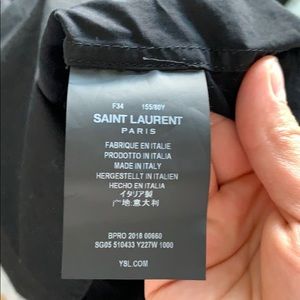 F34 155/80Y
SAINT LAURENT
PARIS
FABRIQUE EN ITALIE
PRODOTTO IN ITALIA
MADE IN ITALY
HERGESTELLT IN ITALIEN
HECHO EN ITALIA
イタリア製
产地:意大利
BPRO 2018 00660
SG05 510433 Y227W 1000
YSL.COM